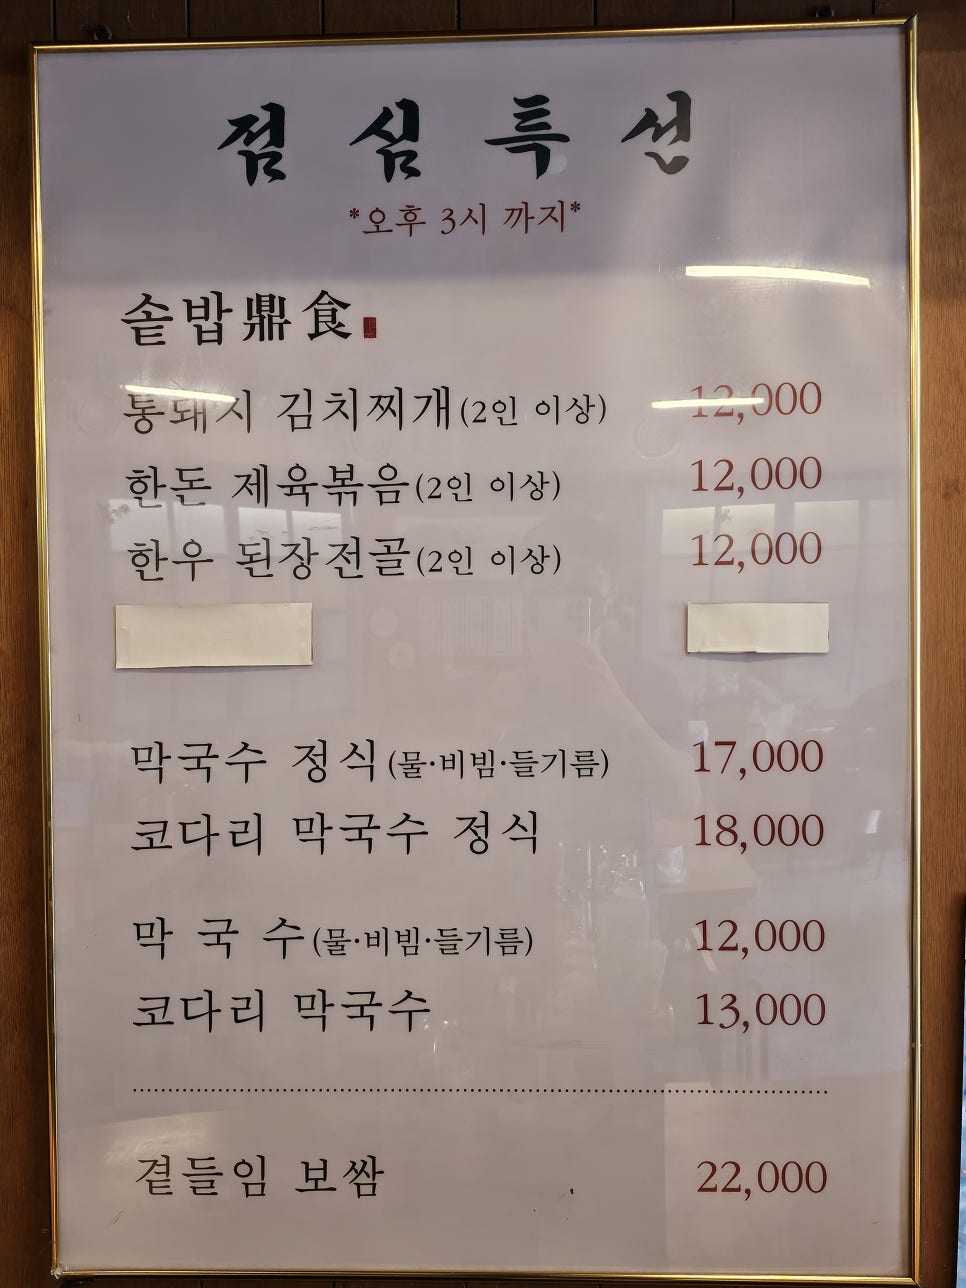 점심특선
*오후 3시 까지*
솥밥鼎食
통돼지 김치찌개(2인 이상) 12,000
한돈 제육볶음(2인 이상) 12,000
한우 된장전골(2인 이상) 12,000
막국수 정식(물·비빔·들기름) 17,000
코다리 막국수 정식 18,000
막국수(물·비빔·들기름) 12,000
코다리 막국수 13,000
곁들임 보쌈 22,000